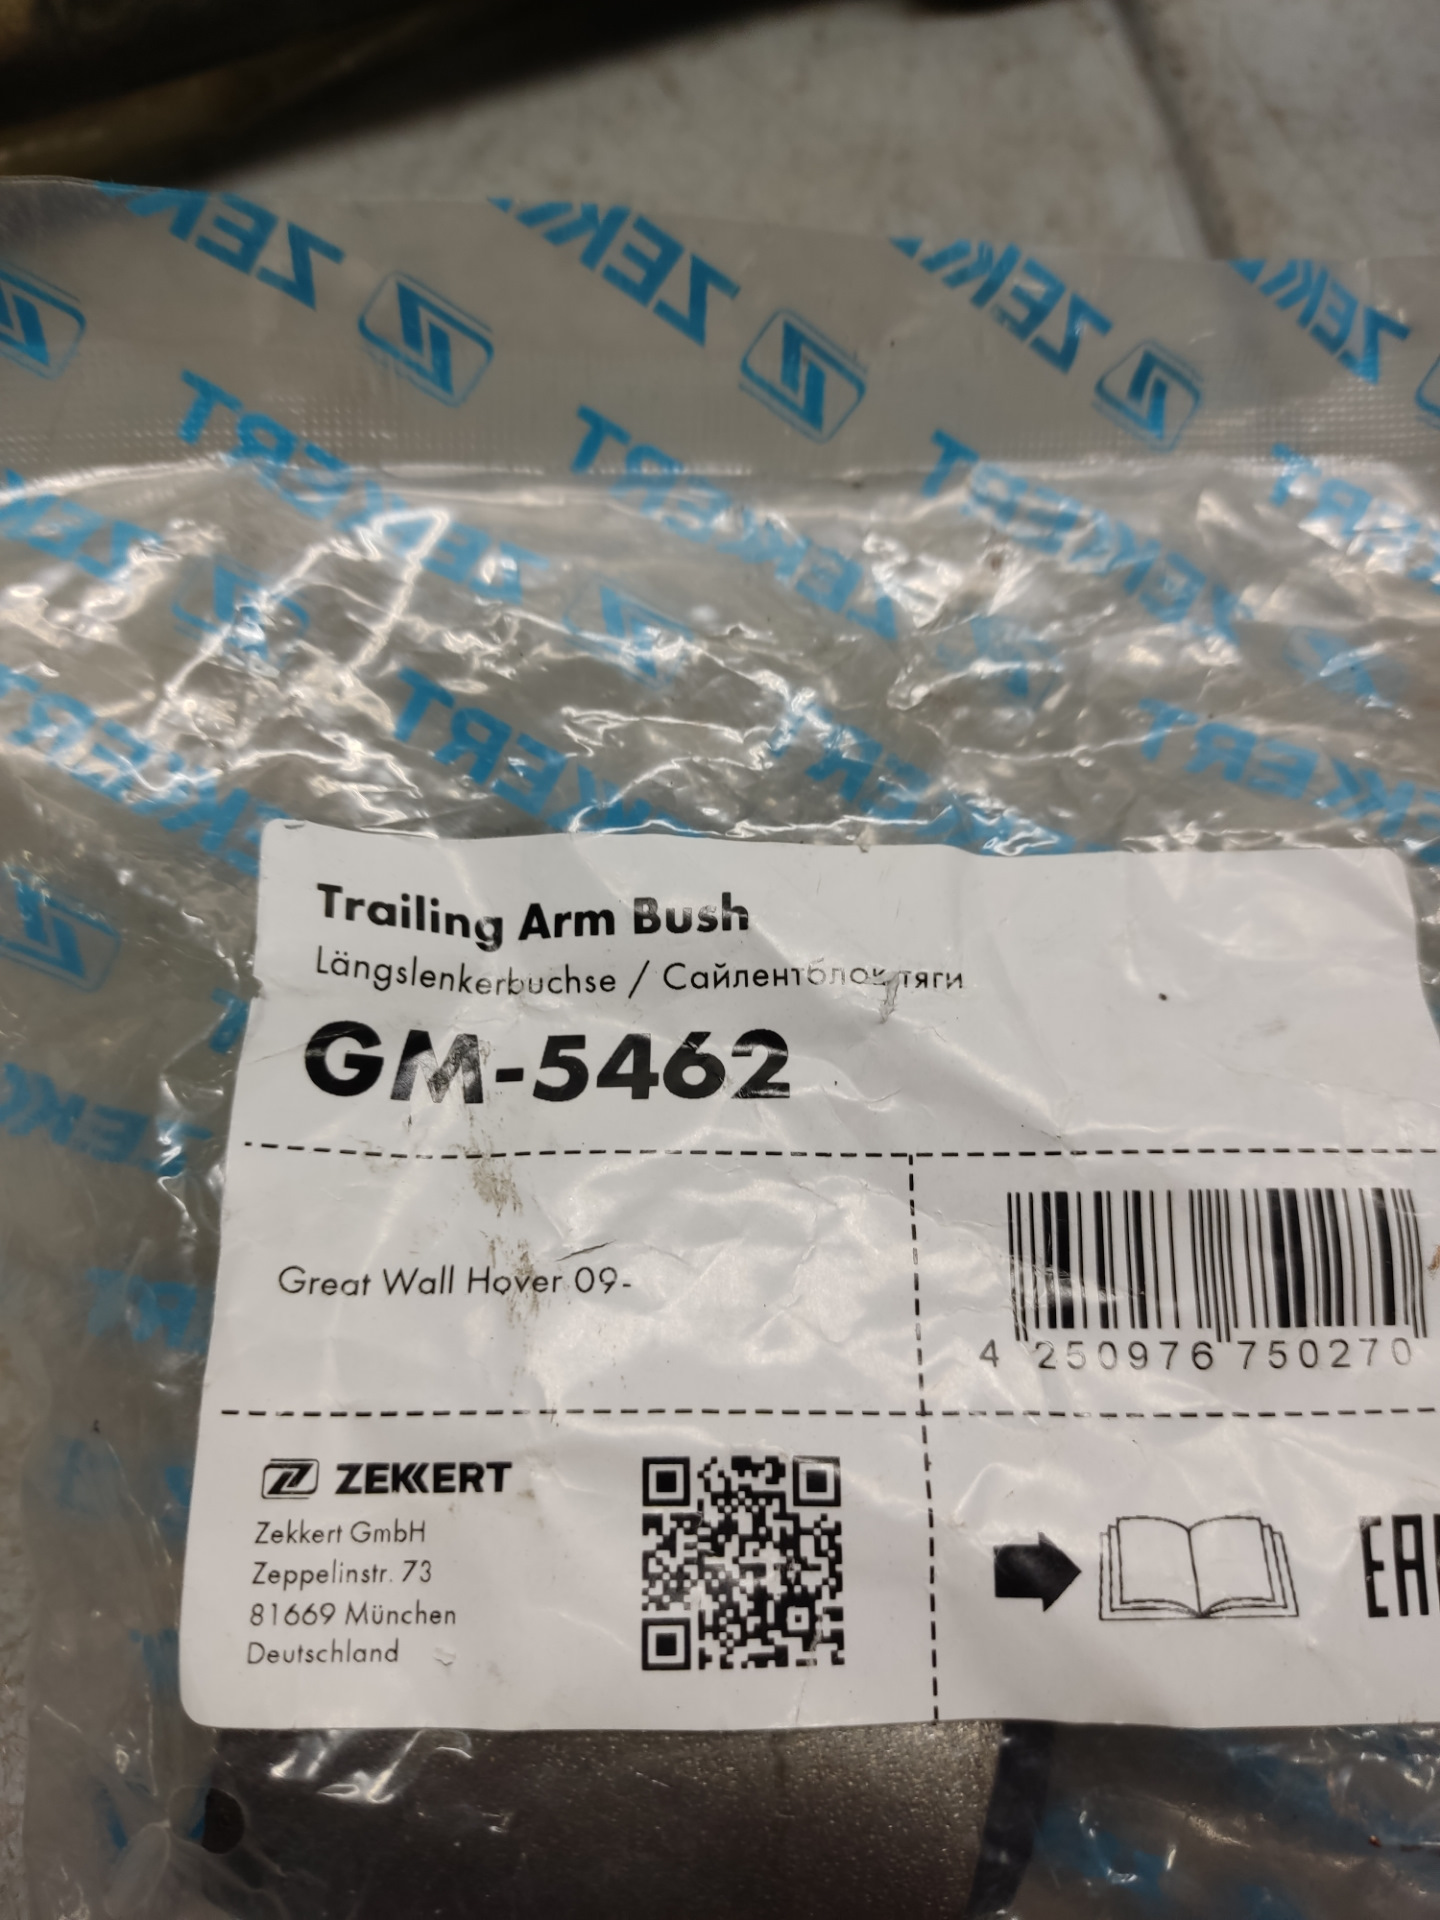 Trailing Arm Bush
Längslenkerbuchse / Сайлентблок тяги
GM-5462
Great Wall Hover 09-
4 250976 750270
ZEKKERT
Zekkert GmbH
Zeppelinstr. 73
81669 München
Deutschland